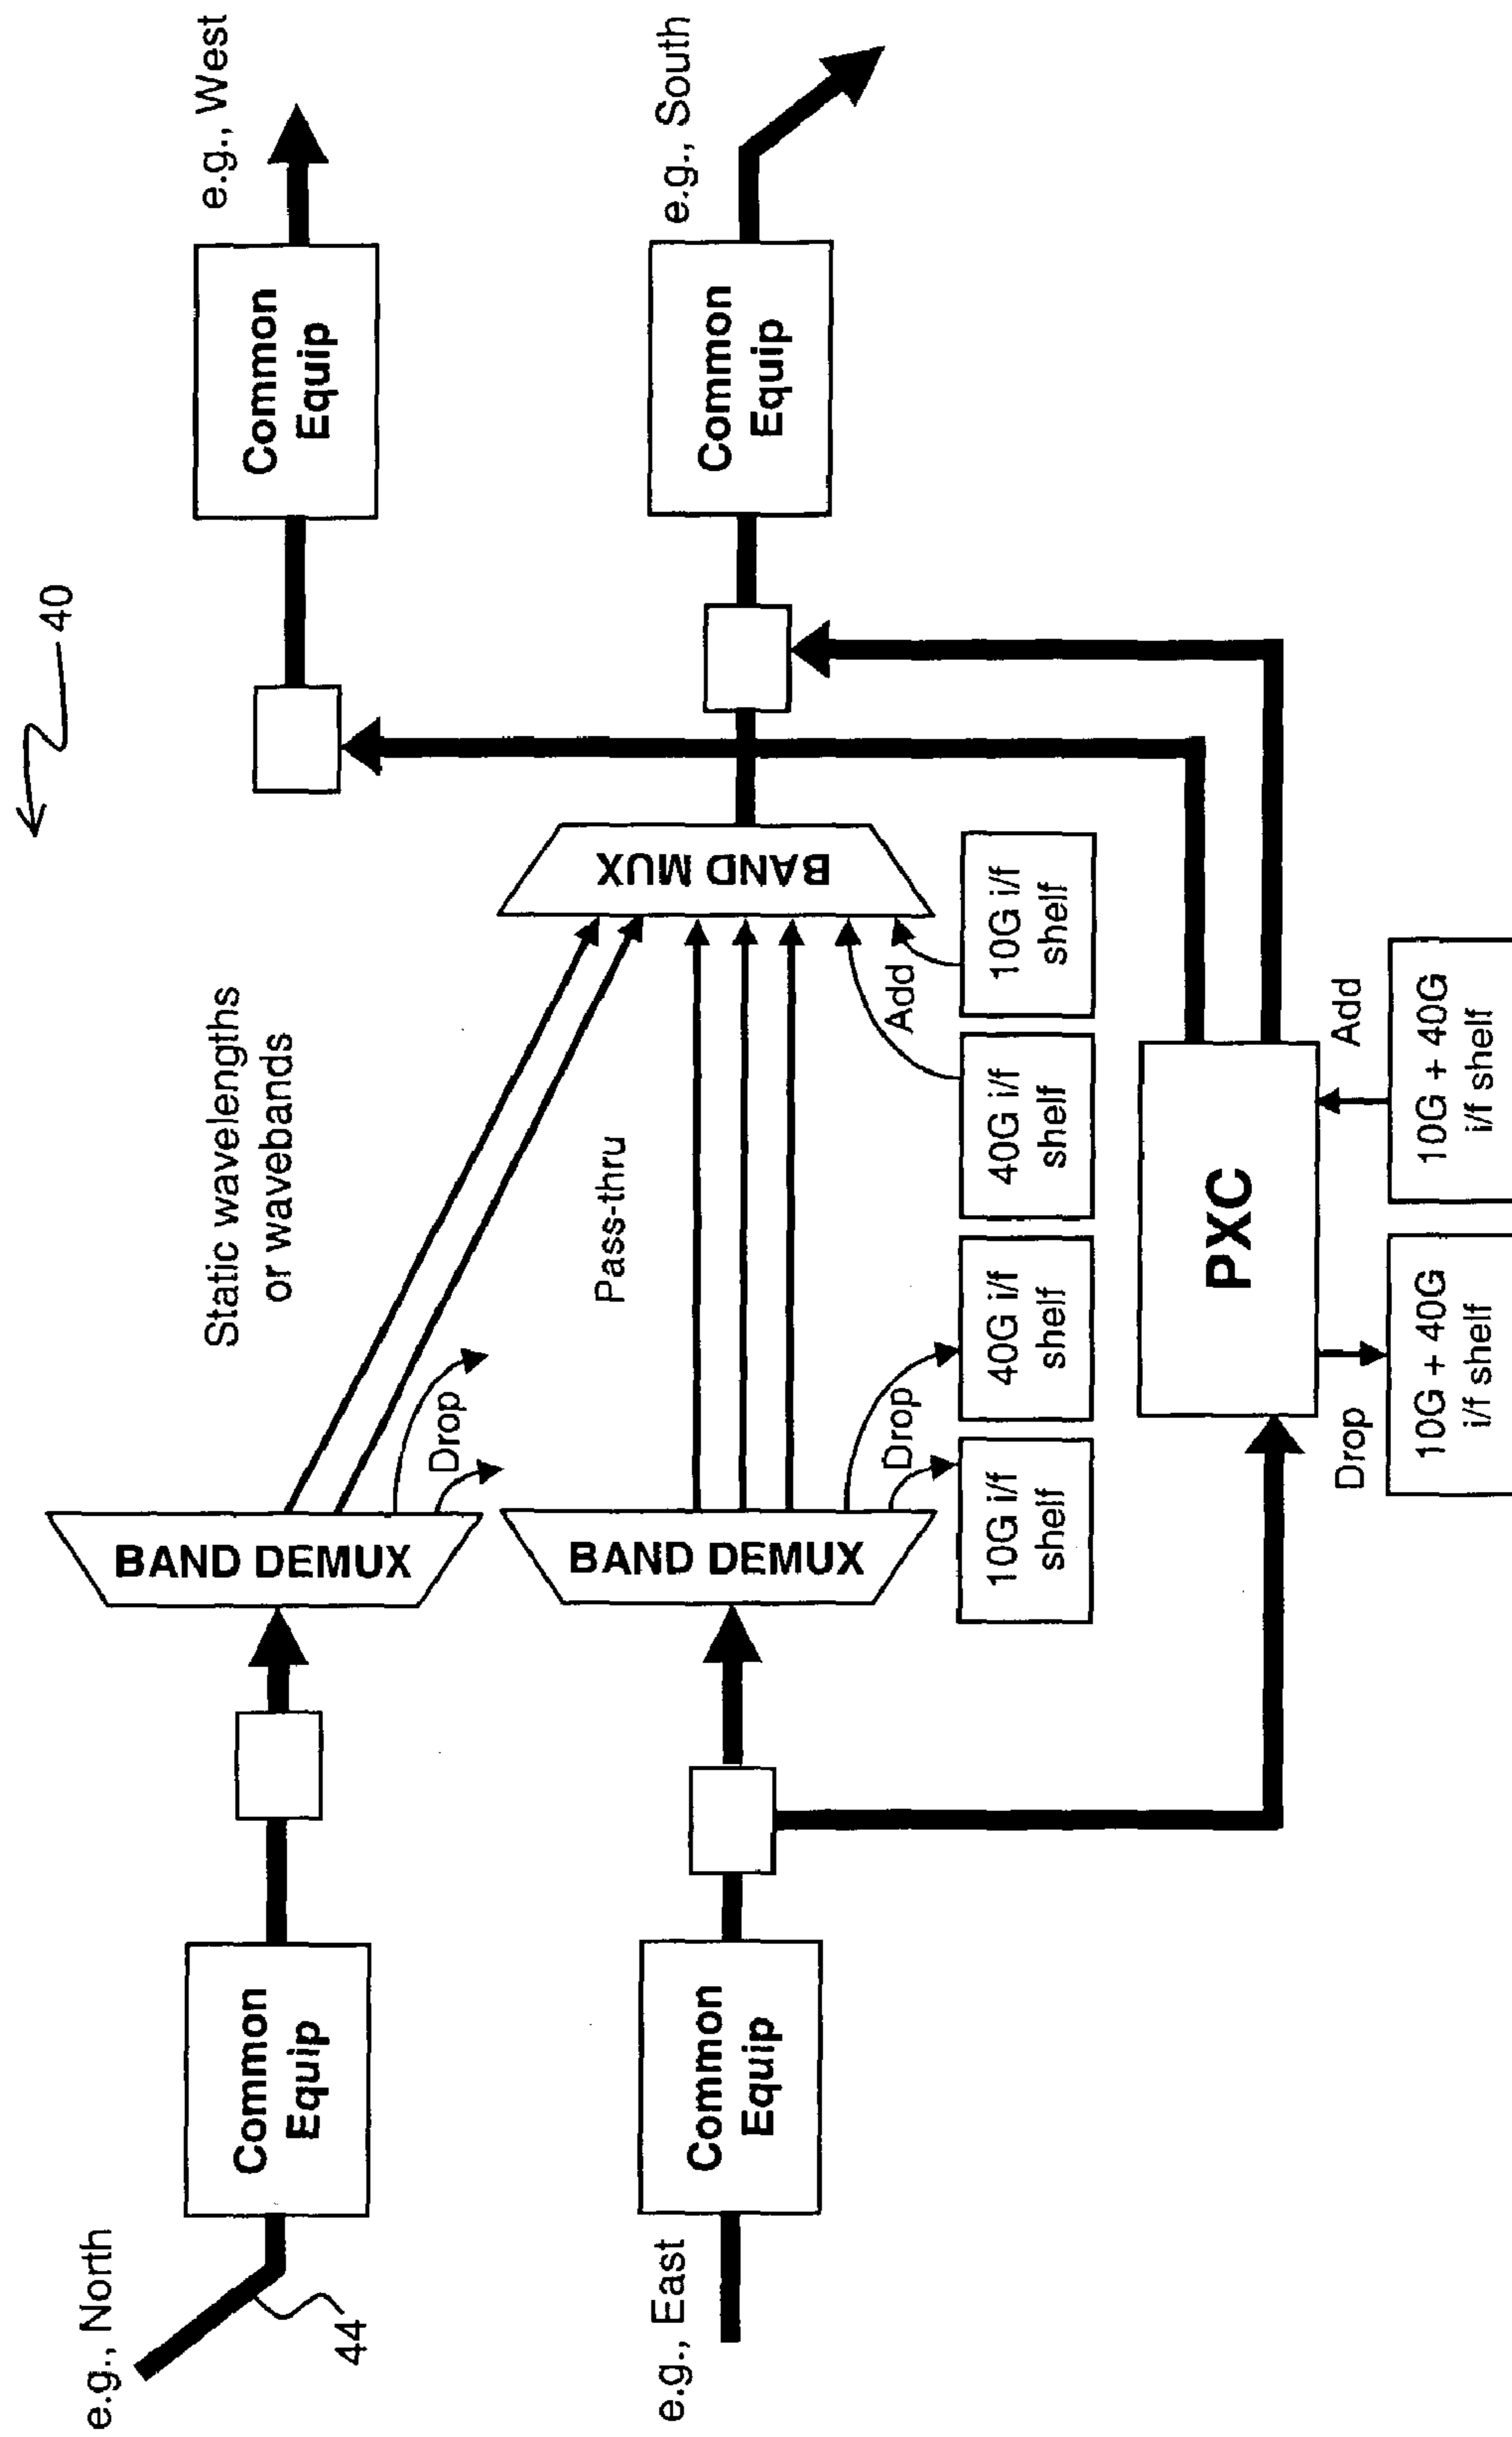 40
e.g., North
44
Common
Equip
BAND DEMUX
Drop
Static wavelengths
or wavebands
Common
Equip
e.g., West
e.g., East
Common
Equip
BAND DEMUX
Pass-thru
Drop
10G i/f
shelf
40G i/f
shelf
40G i/f
shelf
10G i/f
shelf
Add
BAND MUX
Common
Equip
e.g., South
PXC
Drop
10G + 40G
i/f shelf
Add
10G + 40G
i/f shelf